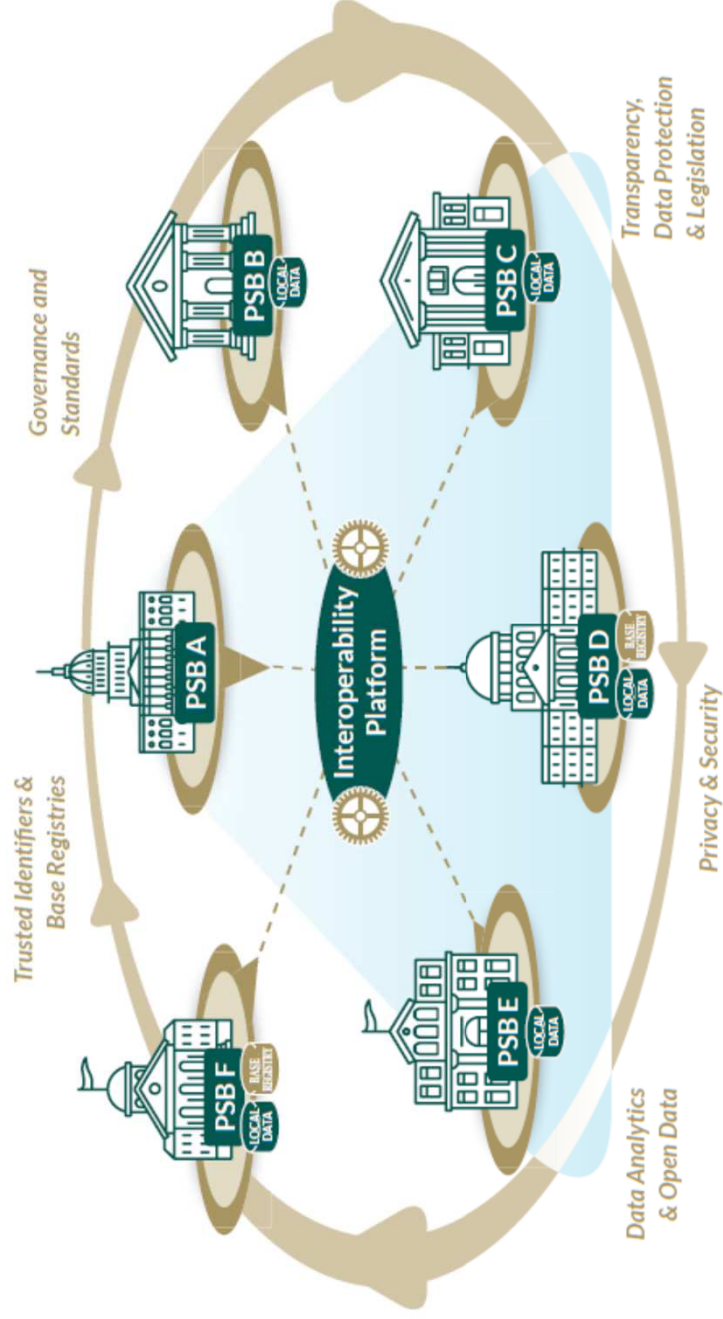 Trusted Identifiers &
Base Registries
Governance and
Standards
PSB F
LOCAL
DATA
BASE
REGISTRY
PSB A
PSB B
LOCAL
DATA
Interoperability
Platform
PSB E
LOCAL
DATA
PSB D
LOCAL
DATA
BASE
REGISTRY
PSB C
LOCAL
DATA
Data Analytics
& Open Data
Privacy & Security
Transparency,
Data Protection
& Legislation